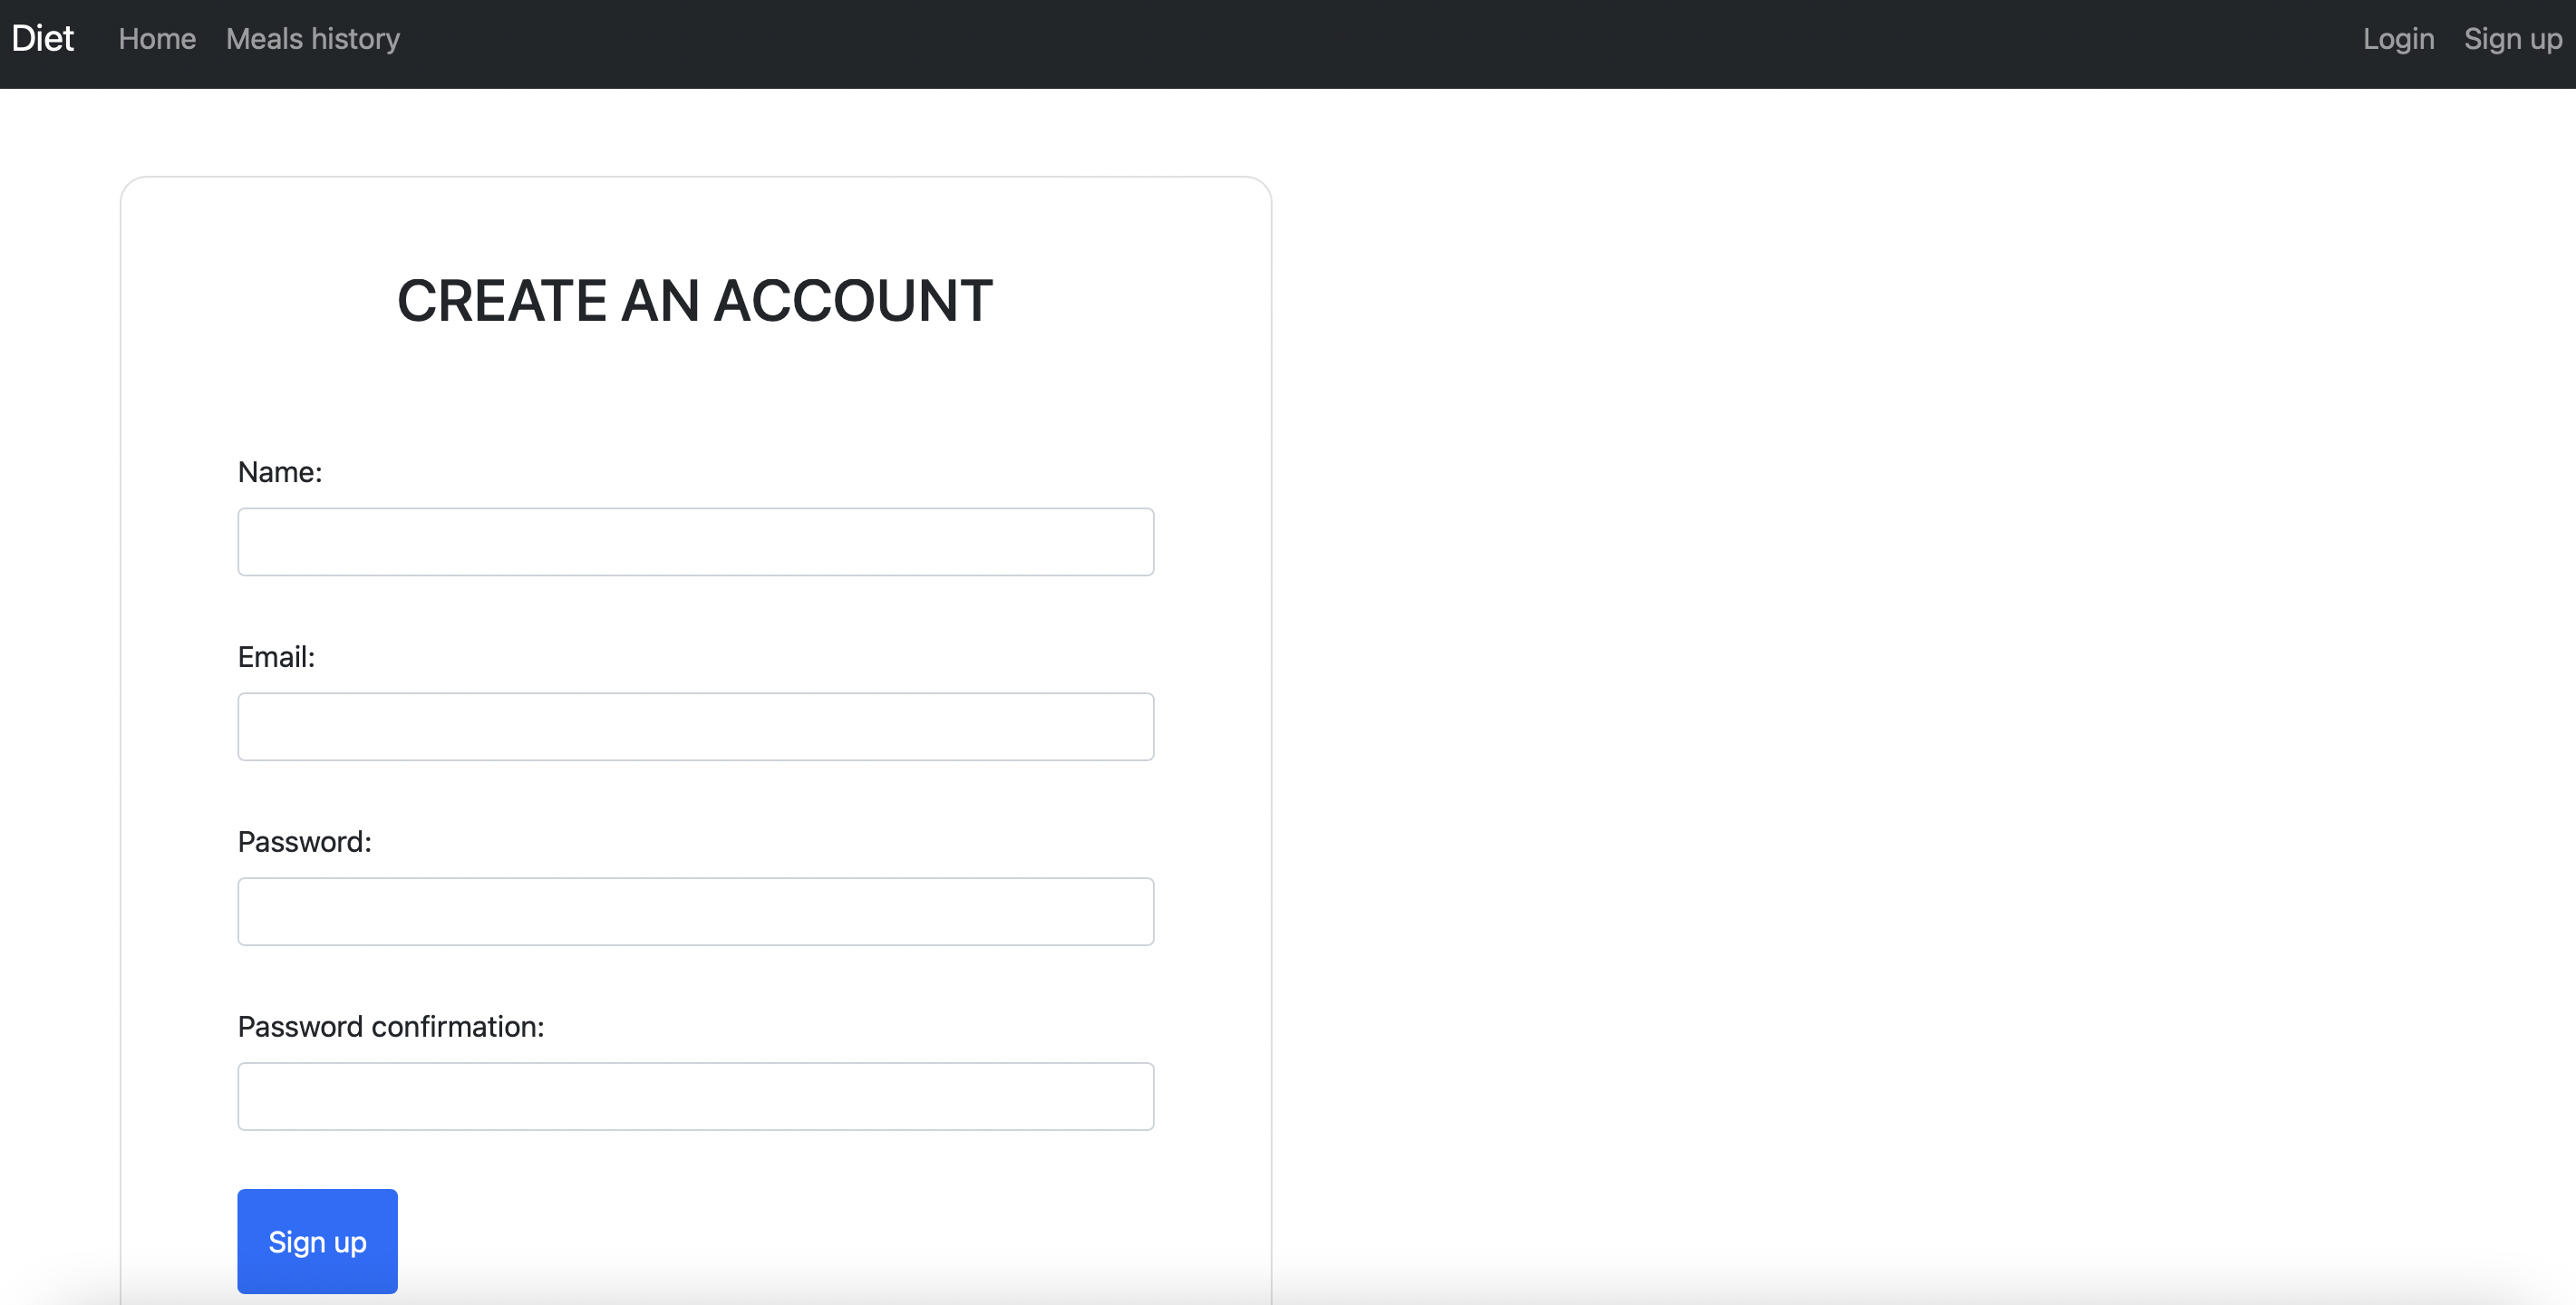 Diet Home Meals history Login Sign up
CREATE AN ACCOUNT
Name:
Email:
Password:
Password confirmation:
Sign up